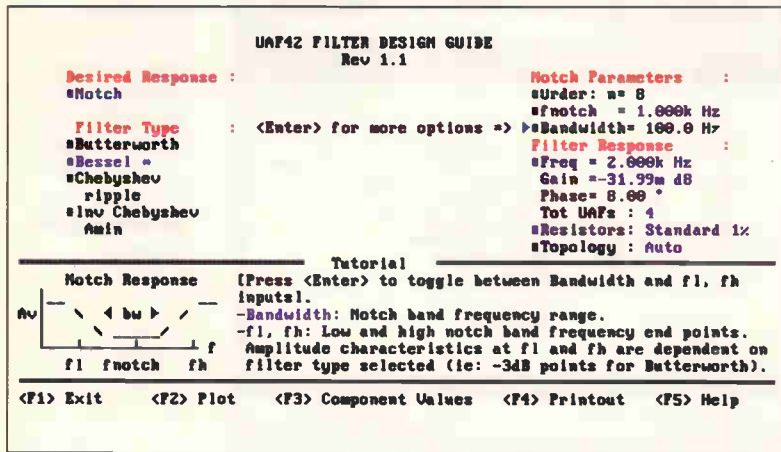 UAF42 FILTER DESIGN GUIDE
Rev 1.1
Desired Response :
Notch
Filter Type : <Enter> for more options =>
Butterworth
Bessel *
Chebyshev
ripple
Inv Chebyshev
Amin
Notch Parameters :
Order: n= 8
fnotch = 1.000k Hz
Bandwidth= 100.0 Hz
Filter Response :
Freq = 2.000k Hz
Gain =-31.99m dB
Phase= 8.00 °
Tot UAFs : 4
Resistors: Standard 1%
Topology : Auto
Tutorial
Notch Response
Av
bw
f
fl fnotch fh
[Press <Enter> to toggle between Bandwidth and fl, fh
inputs].
-Bandwidth: Notch band frequency range.
-fl, fh: Low and high notch band frequency end points.
Amplitude characteristics at fl and fh are dependent on
filter type selected (ie: -3dB points for Butterworth).
<F1> Exit <F2> Plot <F3> Component Values <F4> Printout <F5> Help